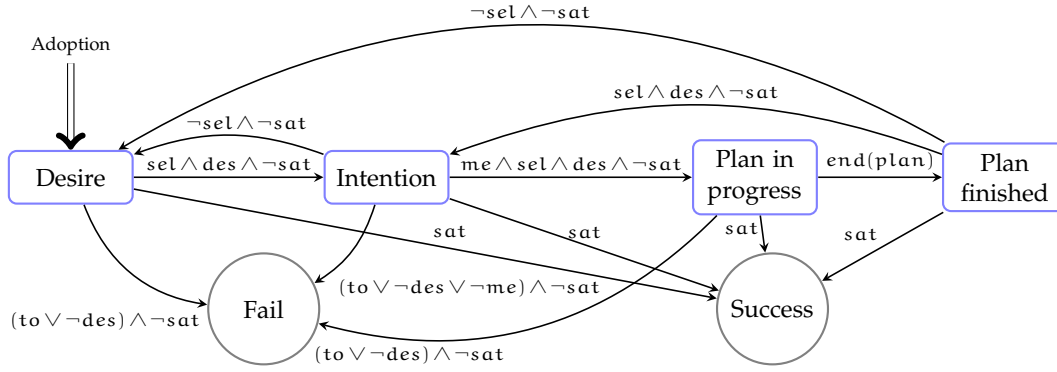 ¬sel∧¬sat
Adoption
sel∧des∧¬sat
¬sel∧¬sat
Desire
sel∧des∧¬sat
Intention
me∧sel∧des∧¬sat
Plan in
progress
end(plan)
Plan
finished
sat
sat
sat
sat
(to∨¬des)∧¬sat
Fail
(to∨¬des∨¬me)∧¬sat
Success
(to∨¬des)∧¬sat